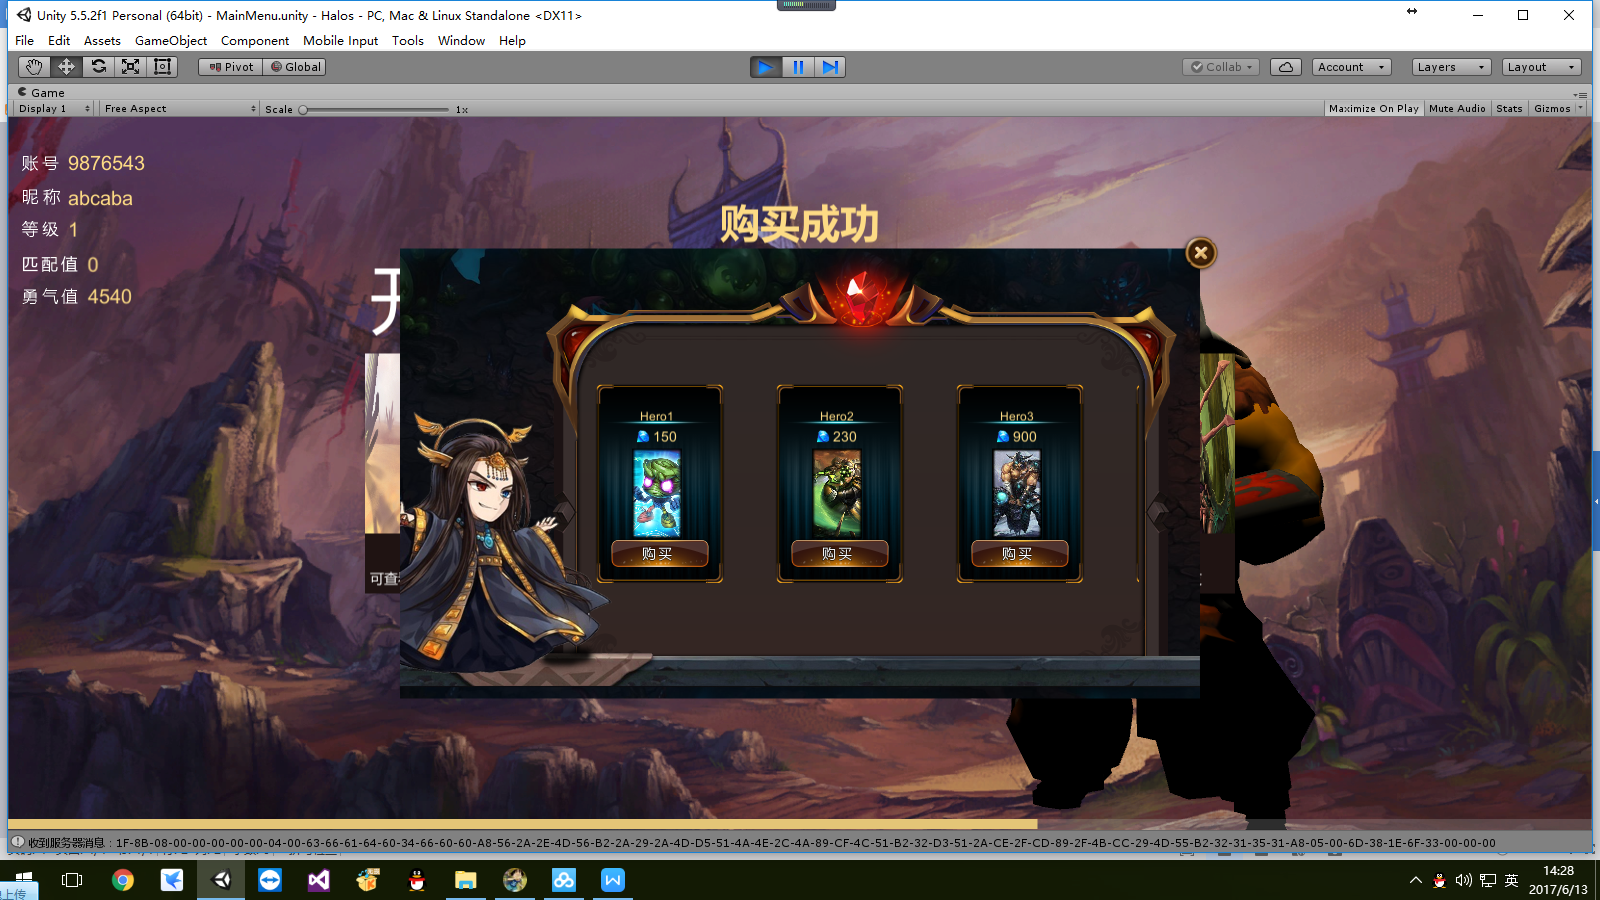 Unity 5.5.2f1 Personal (64bit) - MainMenu.unity - Halos - PC, Mac & Linux Standalone <DX11>
File Edit Assets GameObject Component Mobile Input Tools Window Help
Pivot Global Collab Account Layers Layout
Game
Display 1 Free Aspect Scale 1x Maximize On Play Mute Audio Stats Gizmos
账号 9876543
昵称 abcaba
等级 1
匹配值 0
勇气值 4540
购买成功
Hero1 Hero2 Hero3
150 230 900
购买 购买 购买
可查
收到服务器消息：1F-8B-08-00-00-00-00-00-04-00-63-66-61-64-60-34-66-60-60-A8-56-2A-2E-4D-56-B2-2A-29-2A-4D-D5-51-4A-4E-2C-4A-89-CF-4C-51-B2-32-D3-51-2A-CE-2F-CD-89-2F-4B-CC-29-4D-55-B2-32-31-35-31-A8-05-00-6D-38-1E-6F-33-00-00-00
上传
英
14:28
2017/6/13